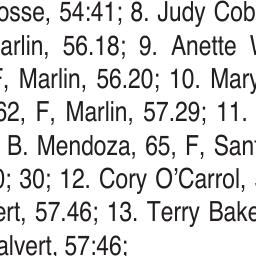 osse, 54:41; 8. Judy Cob
arlin, 56.18; 9. Anette
F, Marlin, 56.20; 10. Mary
62, F, Marlin, 57.29; 11.
B. Mendoza, 65, F, San
0; 30; 12. Cory O’Carrol,
ert, 57.46; 13. Terry Bake
alvert, 57:46;